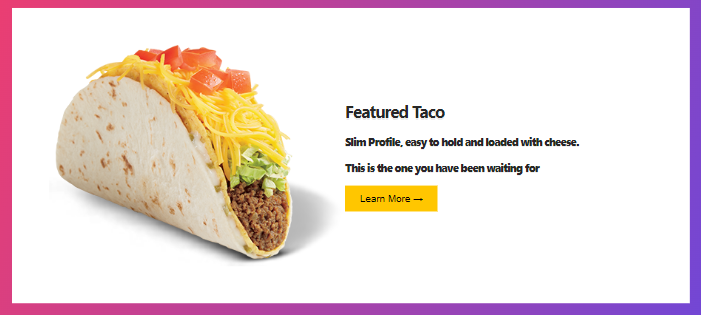 Featured Taco
Slim Profile, easy to hold and loaded with cheese.
This is the one you have been waiting for
Learn More →